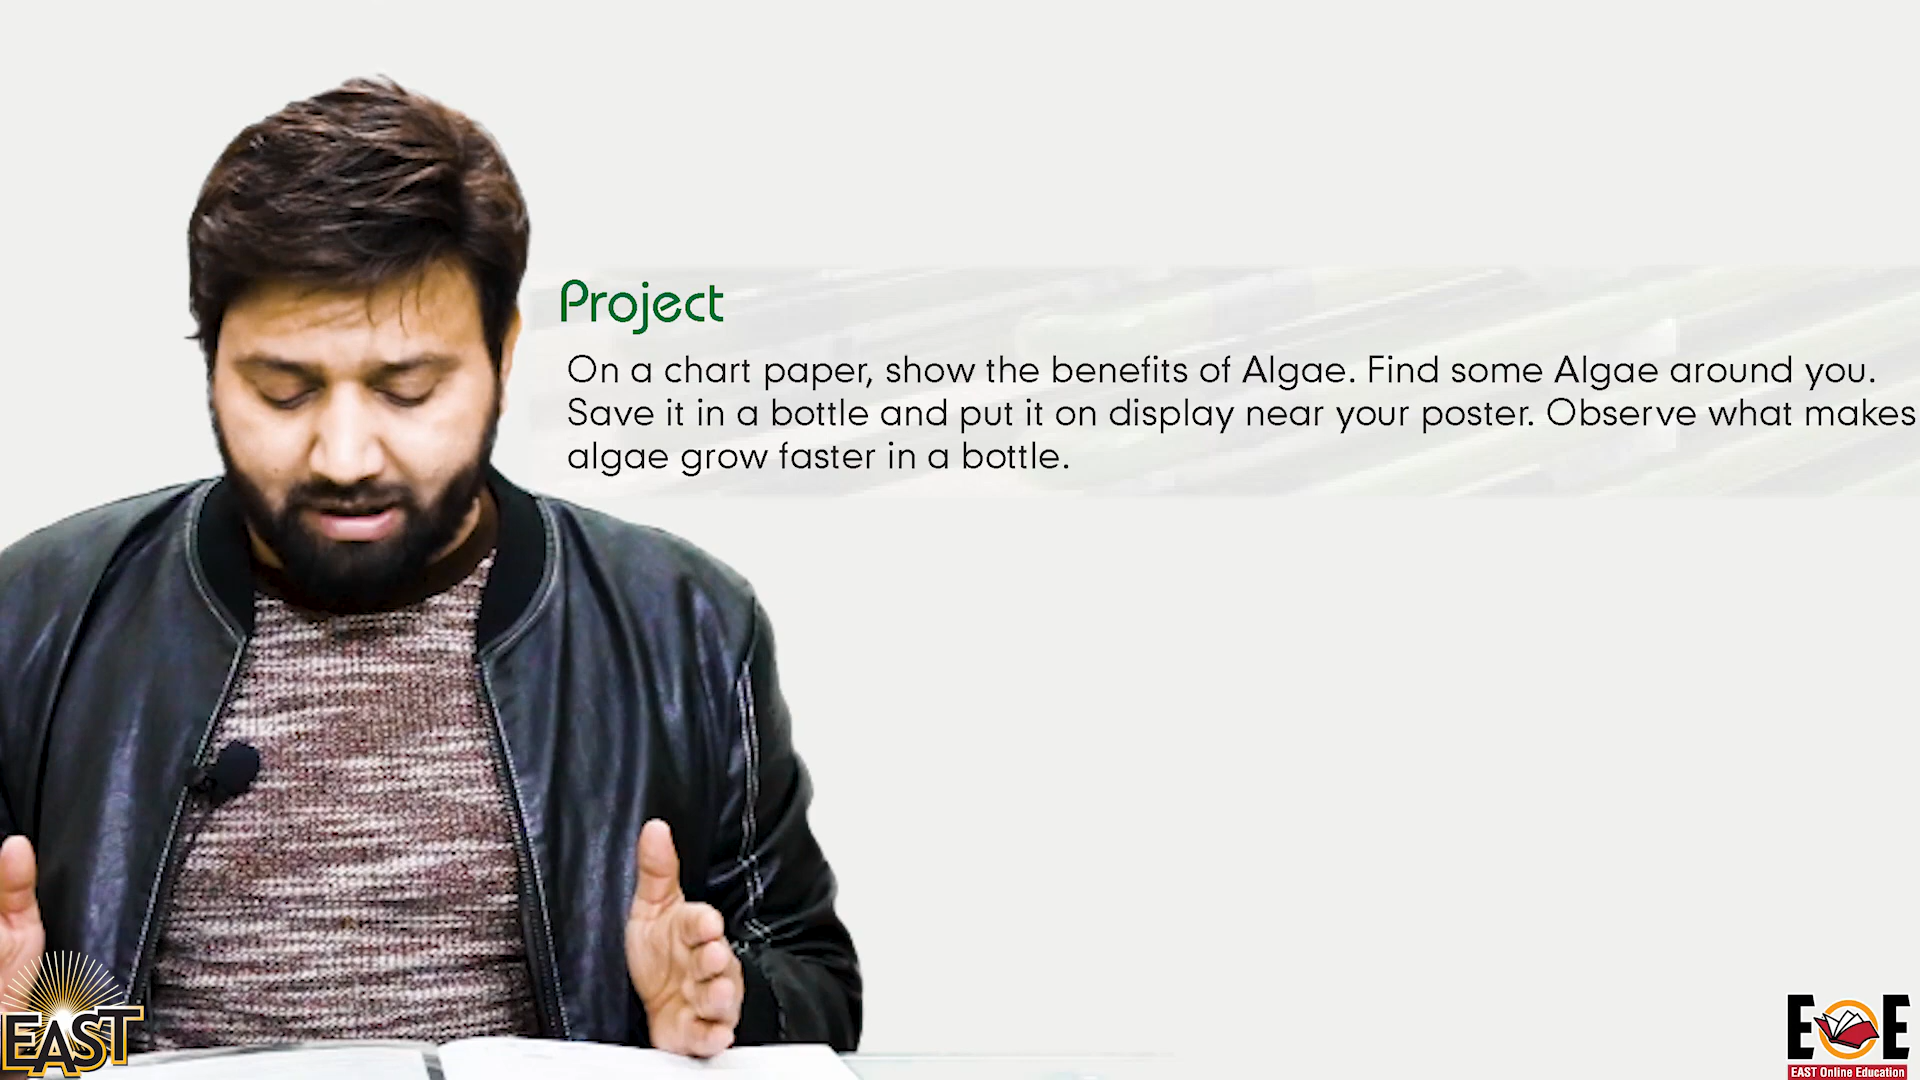 Project
On a chart paper, show the benefits of Algae. Find some Algae around you.
Save it in a bottle and put it on display near your poster. Observe what makes
algae grow faster in a bottle.
EAST
EOE
EAST Online Education